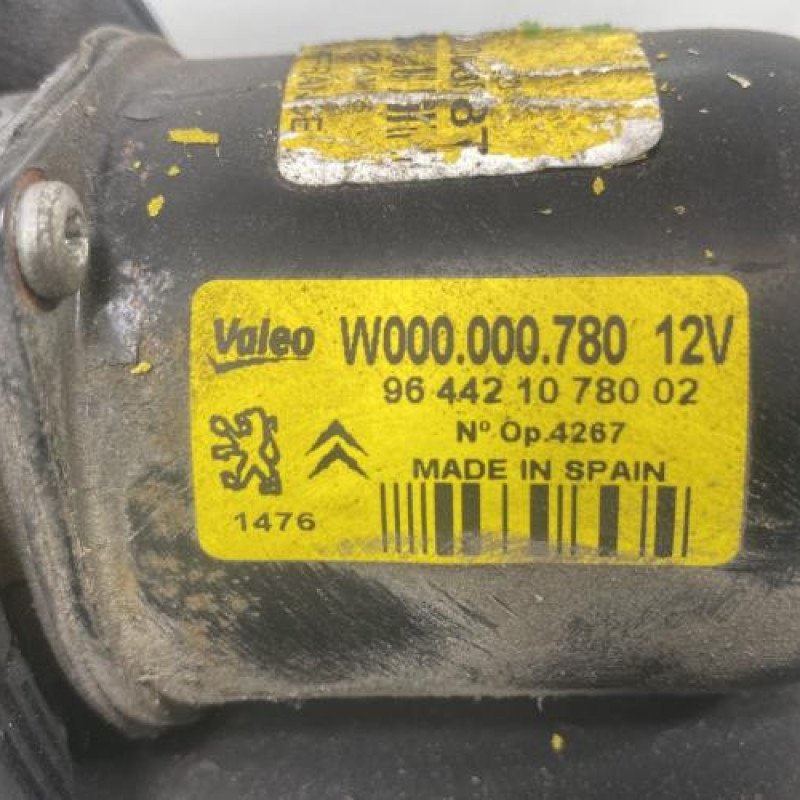 Valeo W000.000.780 12V
96 442 10 780 02
Nº Op.4267
MADE IN SPAIN
1476